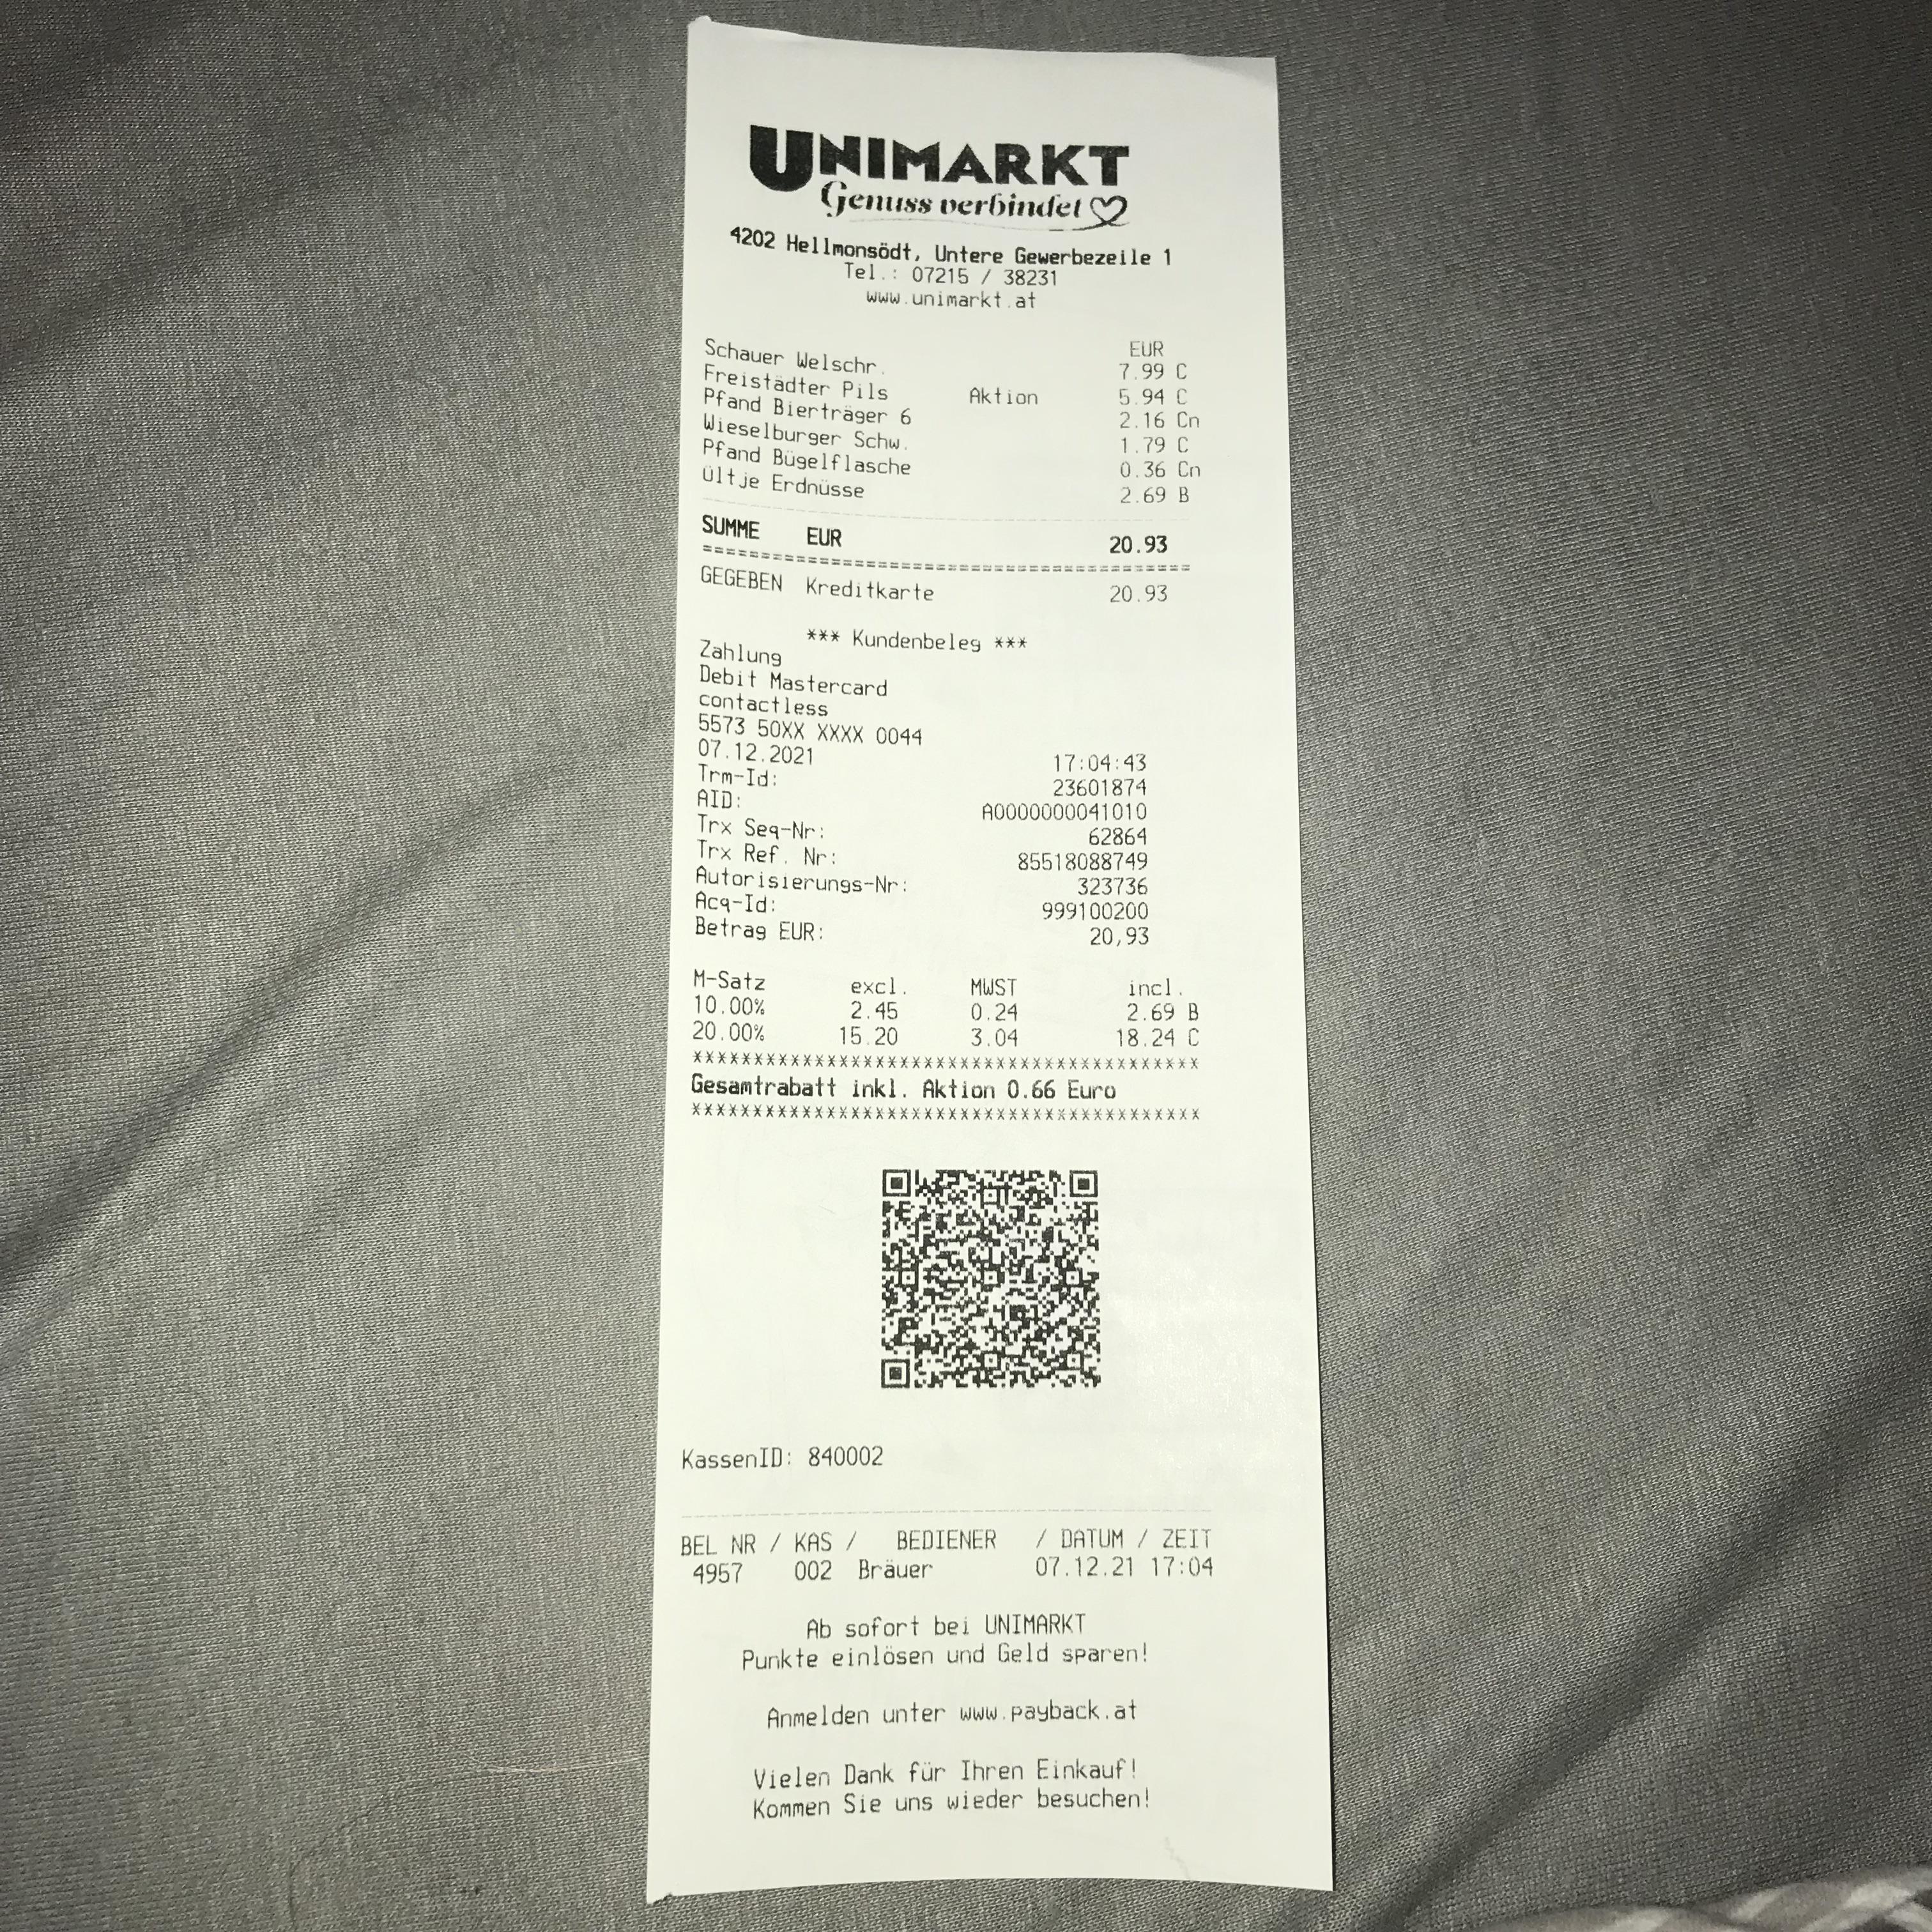 UNIMARKT
Genuss verbindet
4202 Hellmonsödt, Untere Gewerbezeile 1
Tel.: 07215 / 38231
www.unimarkt.at
EUR
Schauer Welschr. 7.99 C
Freistädter Pils Aktion 5.94 C
Pfand Bierträger 6 2.16 Cn
Wieselburger Schw. 1.79 C
Pfand Bügelflasche 0.36 Cn
ültje Erdnüsse 2.69 B
SUMME EUR 20.93
=========================================
GEGEBEN Kreditkarte 20.93
*** Kundenbeleg ***
Zahlung
Debit Mastercard
contactless
5573 50XX XXXX 0044
07.12.2021 17:04:43
Trm-Id: 23601874
AID: A0000000041010
Trx Seq-Nr: 62864
Trx Ref. Nr: 85518088749
Autorisierungs-Nr: 323736
Acq-Id: 999100200
Betrag EUR: 20,93
M-Satz excl. MWST incl.
10.00% 2.45 0.24 2.69 B
20.00% 15.20 3.04 18.24 C
******************************************
Gesamtrabatt inkl. Aktion 0.66 Euro
******************************************
KassenID: 840002
BEL NR / KAS / BEDIENER / DATUM / ZEIT
4957 002 Bräuer 07.12.21 17:04
Ab sofort bei UNIMARKT
Punkte einlösen und Geld sparen!
Anmelden unter www.payback.at
Vielen Dank für Ihren Einkauf!
Kommen Sie uns wieder besuchen!